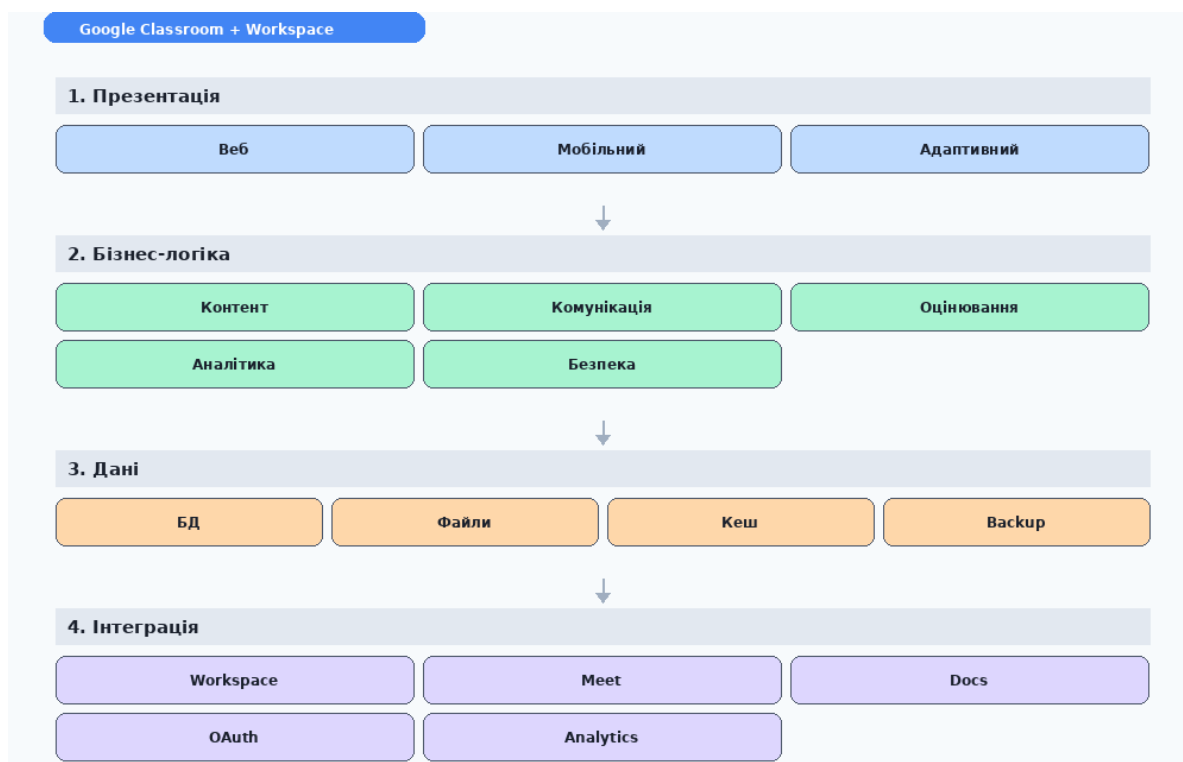 Google Classroom + Workspace
1. Презентація
Веб
Мобільний
Адаптивний
2. Бізнес-логіка
Контент
Комунікація
Оцінювання
Аналітика
Безпека
3. Дані
БД
Файли
Кеш
Backup
4. Інтеграція
Workspace
Meet
Docs
OAuth
Analytics